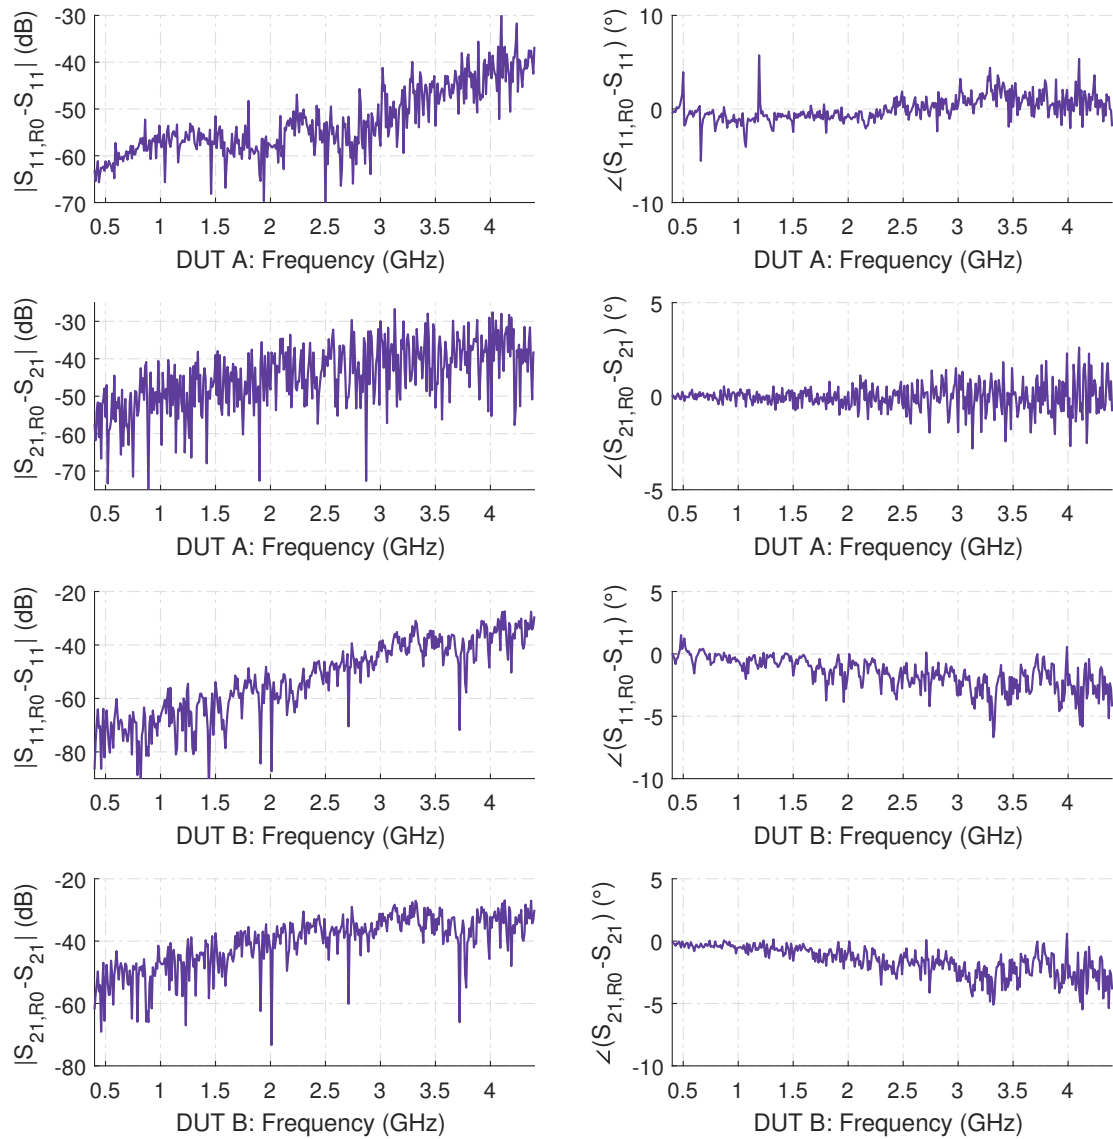 |S11,R0-S11| (dB)
-30
-40
-50
-60
-70
0.5 1 1.5 2 2.5 3 3.5 4
DUT A: Frequency (GHz)
∠(S11,R0-S11) (°)
10
0
-10
0.5 1 1.5 2 2.5 3 3.5 4
DUT A: Frequency (GHz)
|S21,R0-S21| (dB)
-30
-40
-50
-60
-70
0.5 1 1.5 2 2.5 3 3.5 4
DUT A: Frequency (GHz)
∠(S21,R0-S21) (°)
5
0
-5
0.5 1 1.5 2 2.5 3 3.5 4
DUT A: Frequency (GHz)
|S11,R0-S11| (dB)
-20
-40
-60
-80
0.5 1 1.5 2 2.5 3 3.5 4
DUT B: Frequency (GHz)
∠(S11,R0-S11) (°)
5
0
-5
-10
0.5 1 1.5 2 2.5 3 3.5 4
DUT B: Frequency (GHz)
|S21,R0-S21| (dB)
-20
-40
-60
-80
0.5 1 1.5 2 2.5 3 3.5 4
DUT B: Frequency (GHz)
∠(S21,R0-S21) (°)
5
0
-5
-10
0.5 1 1.5 2 2.5 3 3.5 4
DUT B: Frequency (GHz)